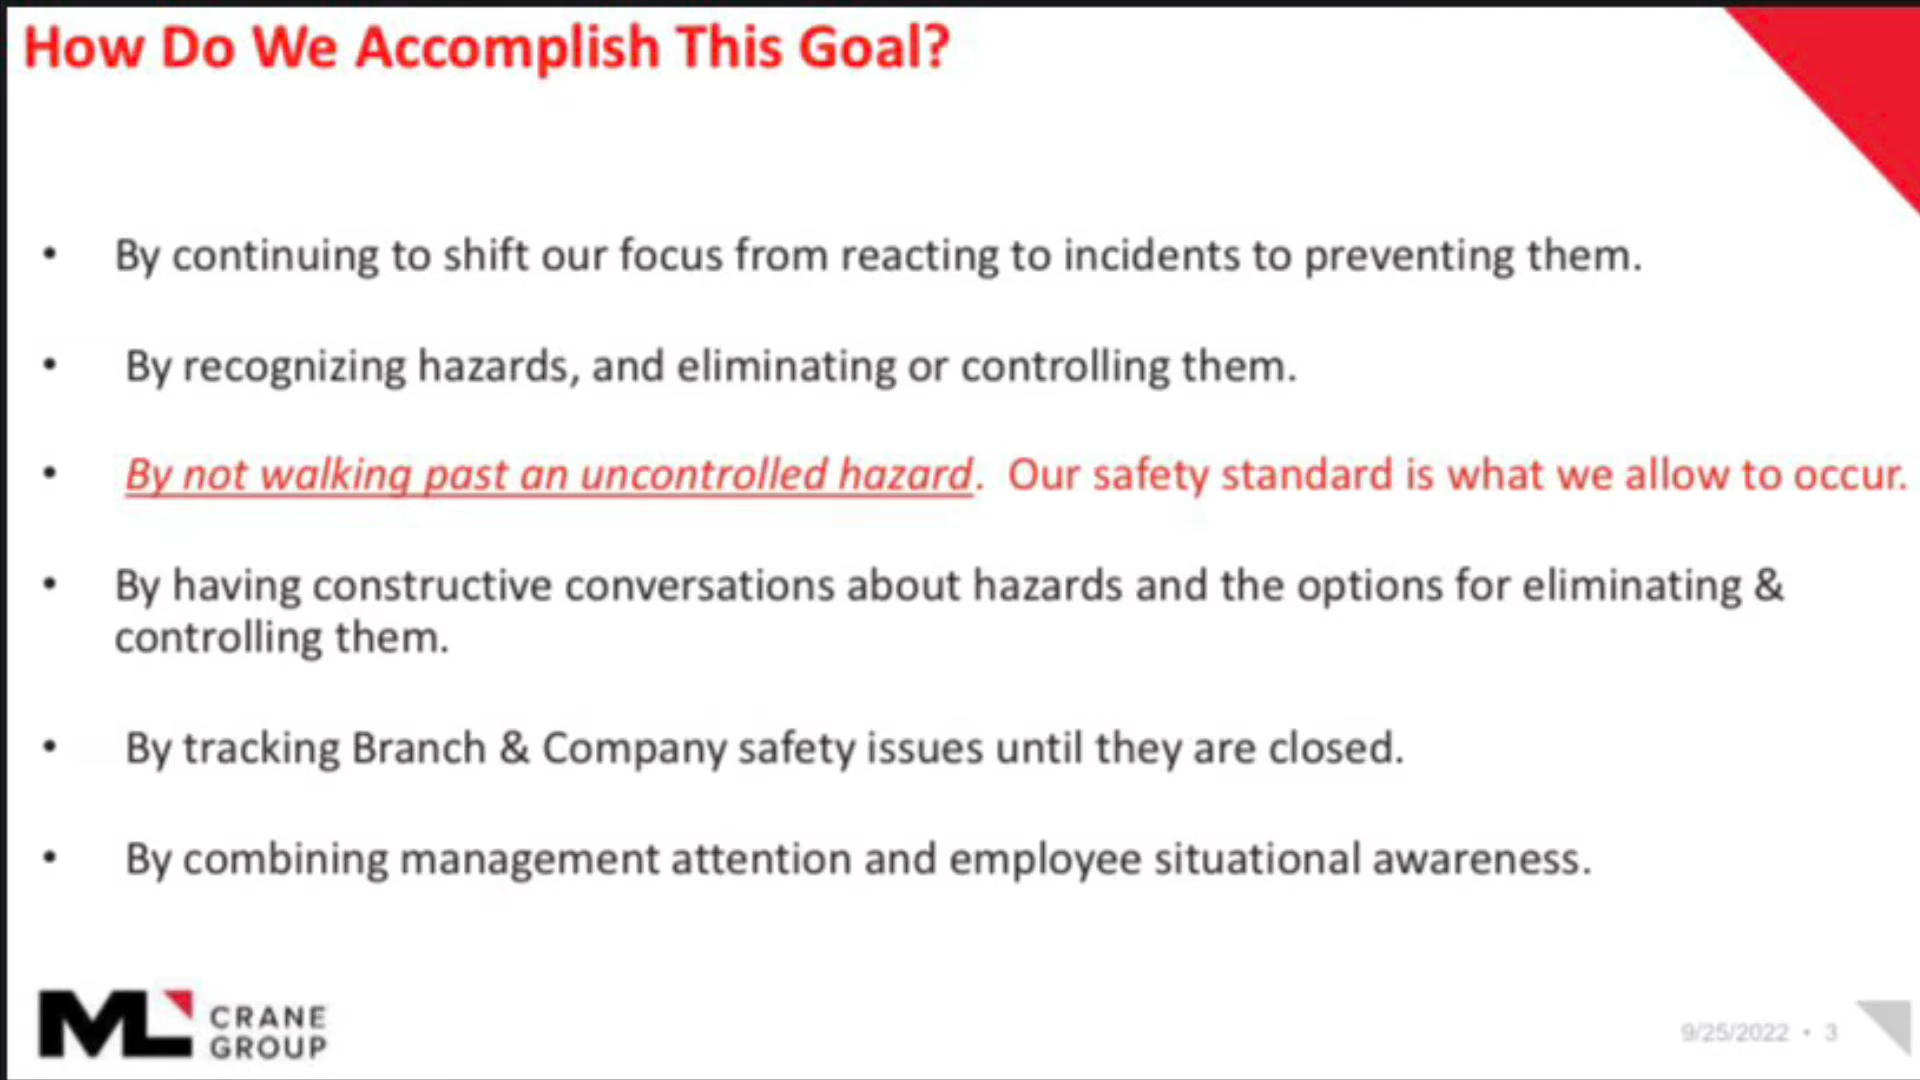 How Do We Accomplish This Goal?
• By continuing to shift our focus from reacting to incidents to preventing them.
• By recognizing hazards, and eliminating or controlling them.
• By not walking past an uncontrolled hazard. Our safety standard is what we allow to occur.
• By having constructive conversations about hazards and the options for eliminating &
controlling them.
• By tracking Branch & Company safety issues until they are closed.
• By combining management attention and employee situational awareness.
ML CRANE
GROUP
9/25/2022 • 3